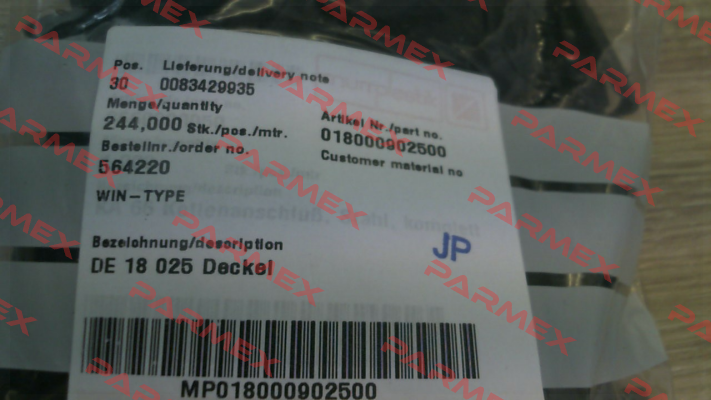 Pos. Lieferung/delivery note
30 0083429935
Menge/quantity
244,000 Stk./pos./mtr.
Artikel Nr./part no.
018000902500
Bestellnr./order no.
564220
Customer material no
WIN-TYPE
Bezeichnung/description
DE 18 025 Deckel
JP
MP018000902500
PARMEX